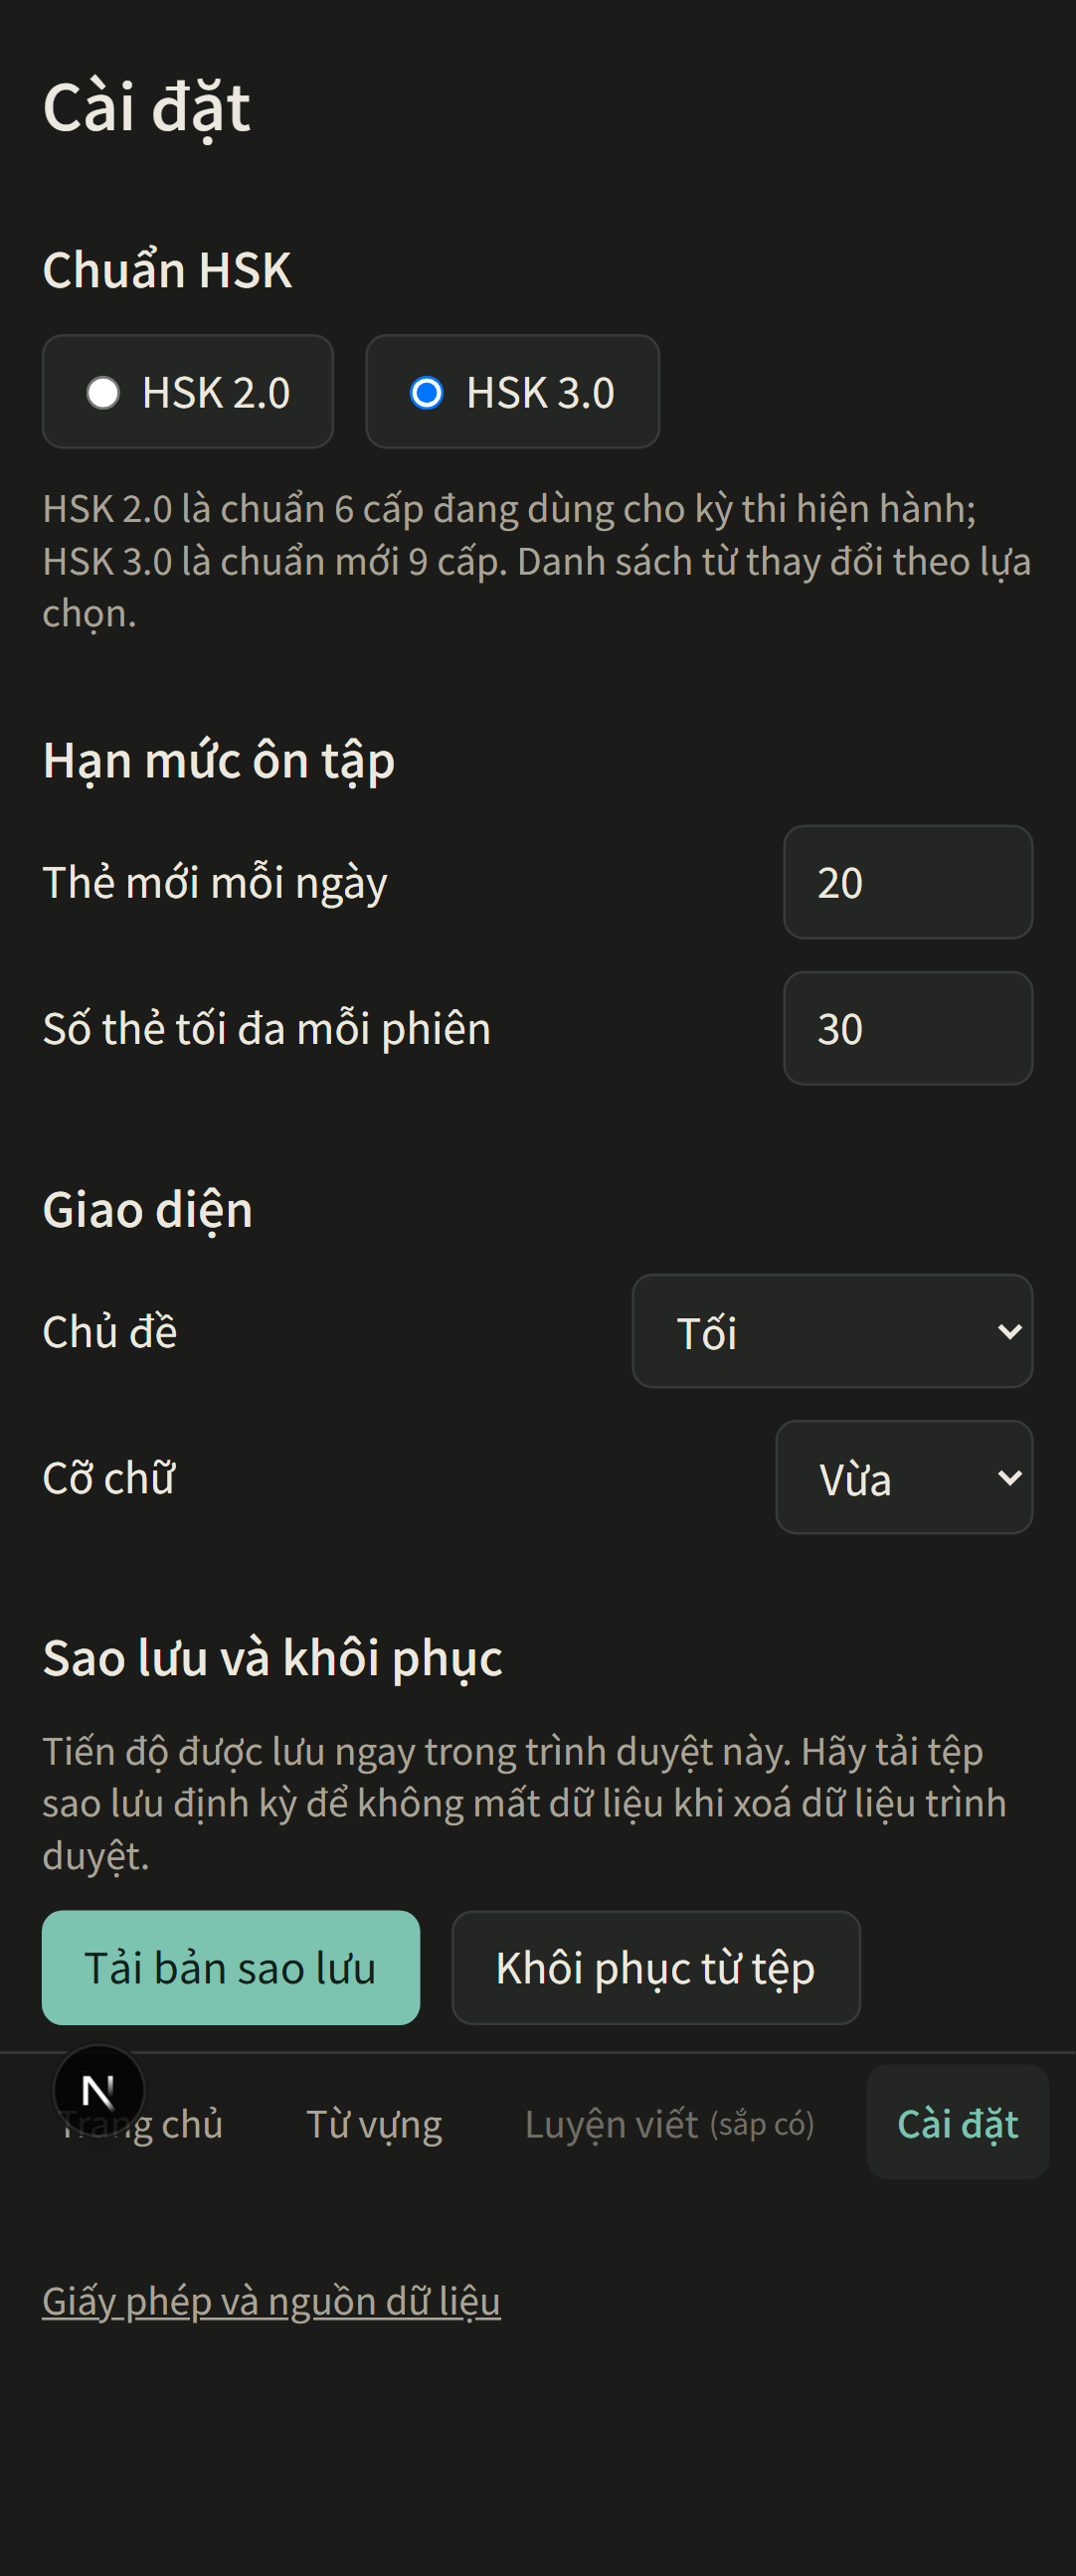 Cài đặt
Chuẩn HSK
HSK 2.0
HSK 3.0
HSK 2.0 là chuẩn 6 cấp đang dùng cho kỳ thi hiện hành;
HSK 3.0 là chuẩn mới 9 cấp. Danh sách từ thay đổi theo lựa
chọn.
Hạn mức ôn tập
Thẻ mới mỗi ngày
20
Số thẻ tối đa mỗi phiên
30
Giao diện
Chủ đề
Tối
Cỡ chữ
Vừa
Sao lưu và khôi phục
Tiến độ được lưu ngay trong trình duyệt này. Hãy tải tệp
sao lưu định kỳ để không mất dữ liệu khi xoá dữ liệu trình
duyệt.
Tải bản sao lưu
Khôi phục từ tệp
N
Trang chủ
Từ vựng
Luyện viết (sắp có)
Cài đặt
Giấy phép và nguồn dữ liệu